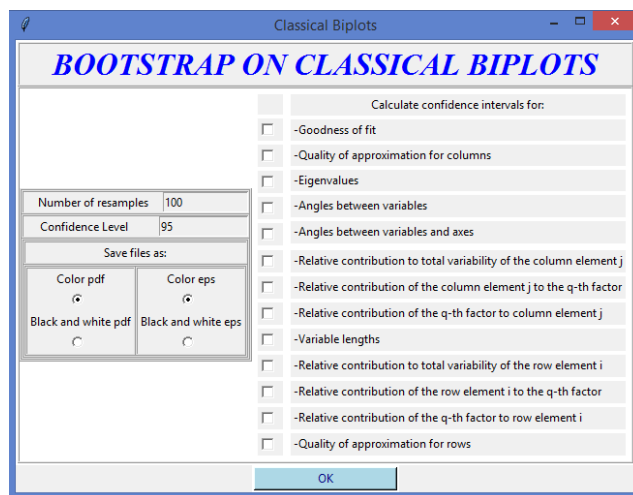 Classical Biplots
BOOTSTRAP ON CLASSICAL BIPLOTS
Number of resamples 100
Confidence Level 95
Save files as:
Color pdf Color eps
Black and white pdf Black and white eps
Calculate confidence intervals for:
-Goodness of fit
-Quality of approximation for columns
-Eigenvalues
-Angles between variables
-Angles between variables and axes
-Relative contribution to total variability of the column element j
-Relative contribution of the column element j to the q-th factor
-Relative contribution of the q-th factor to column element j
-Variable lengths
-Relative contribution to total variability of the row element i
-Relative contribution of the row element i to the q-th factor
-Relative contribution of the q-th factor to row element i
-Quality of approximation for rows
OK